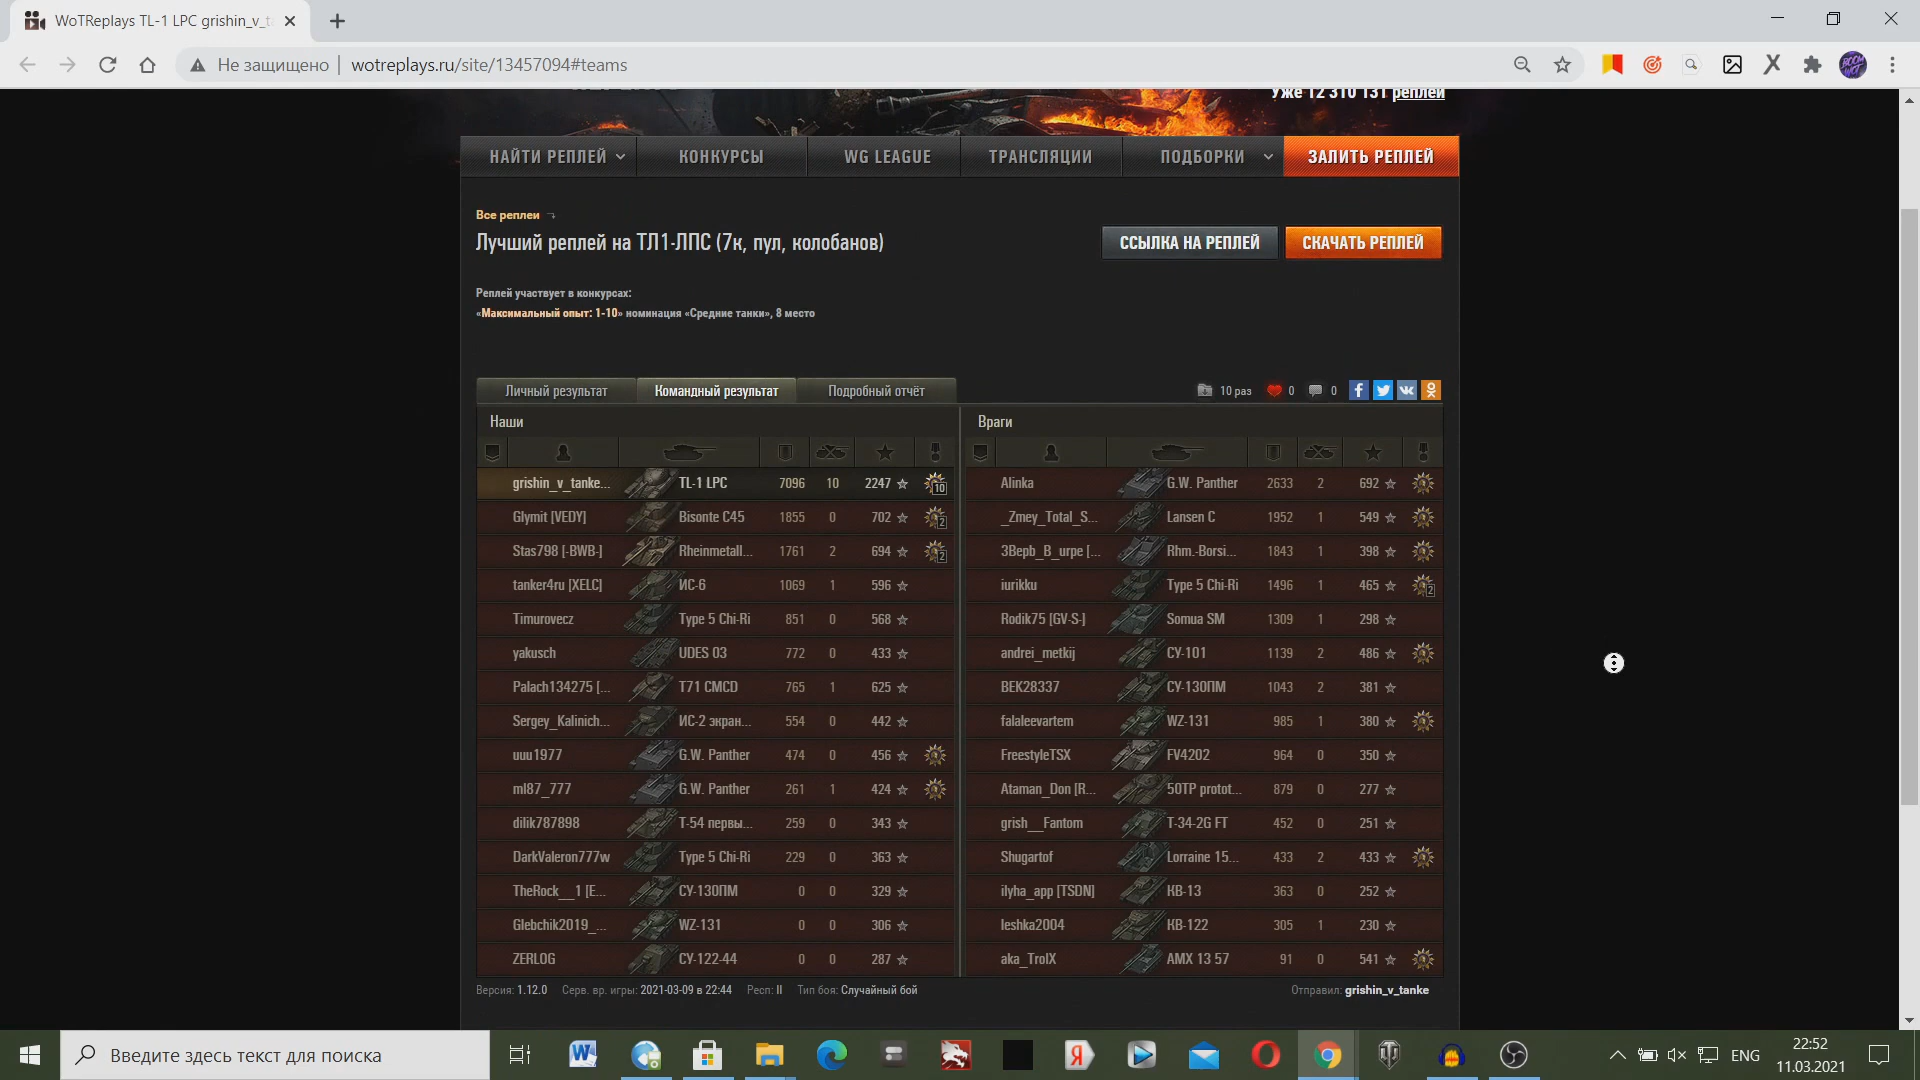 WoTReplays TL-1 LPC grishin_v_t
Не защищено
wotreplays.ru/site/13457094#teams
Уже 12 310 131 реплей
НАЙТИ РЕПЛЕЙ
КОНКУРСЫ
WG LEAGUE
ТРАНСЛЯЦИИ
ПОДБОРКИ
ЗАЛИТЬ РЕПЛЕЙ
Все реплеи
Лучший реплей на ТЛ1-ЛПС (7к, пул, колобанов)
ССЫЛКА НА РЕПЛЕЙ
СКАЧАТЬ РЕПЛЕЙ
Реплей участвует в конкурсах:
«Максимальный опыт: 1-10» номинация «Средние танки», 8 место
Личный результат
Командный результат
Подробный отчёт
10 раз
0
0
Наши
grishin_v_tanke... TL-1 LPC 7096 10 2247 10
Glymit [VEDY] Bisonte C45 1855 0 702 2
Stas798 [-BWB-] Rheinmetall... 1761 2 694 2
tanker4ru [XELC] ИС-6 1069 1 596
Timurovecz Type 5 Chi-Ri 851 0 568
yakusch UDES 03 772 0 433
Palach134275 [... T71 CMCD 765 1 625
Sergey_Kalinich... ИС-2 экран... 554 0 442
uuu1977 G.W. Panther 474 0 456
ml87_777 G.W. Panther 261 1 424
dilik787898 Т-54 первы... 259 0 343
DarkValeron777w Type 5 Chi-Ri 229 0 363
TheRock__1 [E... СУ-130ПМ 0 0 329
Glebchik2019_... WZ-131 0 0 306
ZERLOG СУ-122-44 0 0 287
Враги
Alinka G.W. Panther 2633 2 692
_Zmey_Total_S... Lansen C 1952 1 549
3Bepb_B_urpe [... Rhm.-Borsi... 1843 1 398
iurikku Type 5 Chi-Ri 1496 1 465 2
Rodik75 [GV-S-] Somua SM 1309 1 298
andrei_metkij СУ-101 1139 2 486
BEK28337 СУ-130ПМ 1043 2 381
falaleevartem WZ-131 985 1 380
FreestyleTSX FV4202 964 0 350
Ataman_Don [R... 50TP protot... 879 0 277
grish__Fantom T-34-2G FT 452 0 251
Shugartof Lorraine 15... 433 2 433
ilyha_app [TSDN] КВ-13 363 0 252
leshka2004 КВ-122 305 1 230
aka_TrolX AMX 13 57 91 0 541
Версия: 1.12.0 Серв. вр. игры: 2021-03-09 в 22:44 Респ: II Тип боя: Случайный бой
Отправил: grishin_v_tanke
Введите здесь текст для поиска
ENG
22:52
11.03.2021